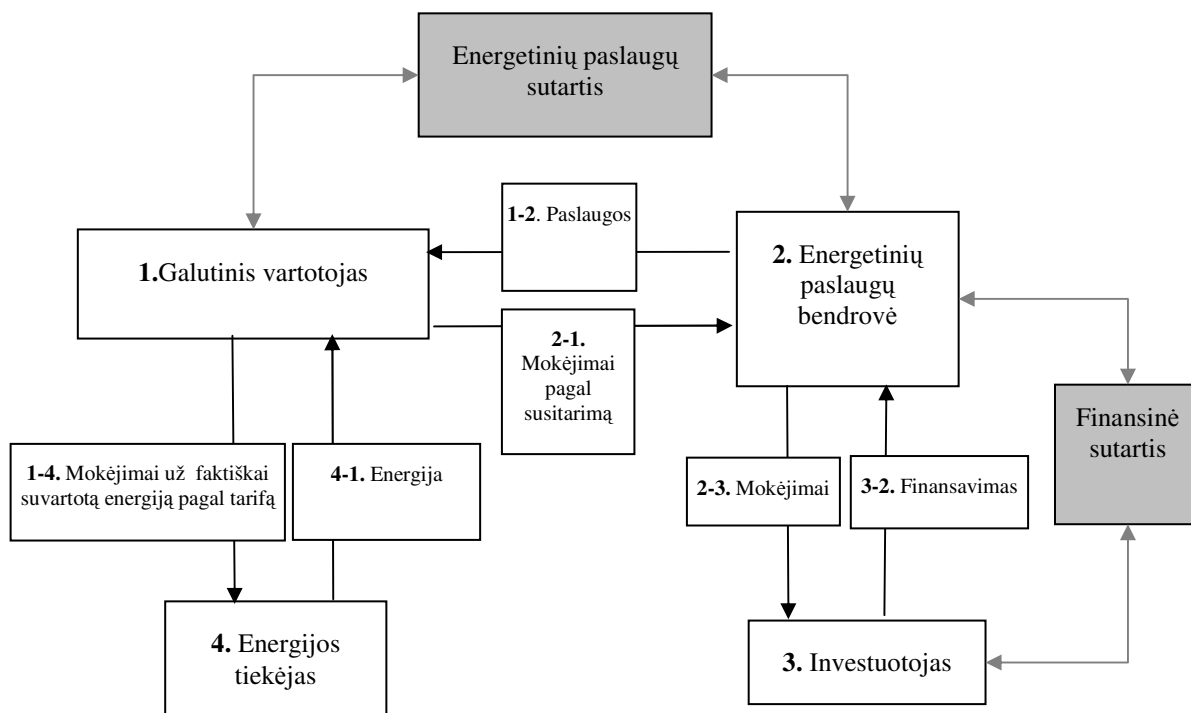 Energetinių paslaugų
sutartis
1-2. Paslaugos
1.Galutinis vartotojas
2. Energetinių
paslaugų
bendrovė
2-1.
Mokėjimai
pagal
susitarimą
Finansinė
sutartis
1-4. Mokėjimai už faktiškai
suvartotą energiją pagal tarifą
4-1. Energija
2-3. Mokėjimai
3-2. Finansavimas
4. Energijos
tiekėjas
3. Investuotojas